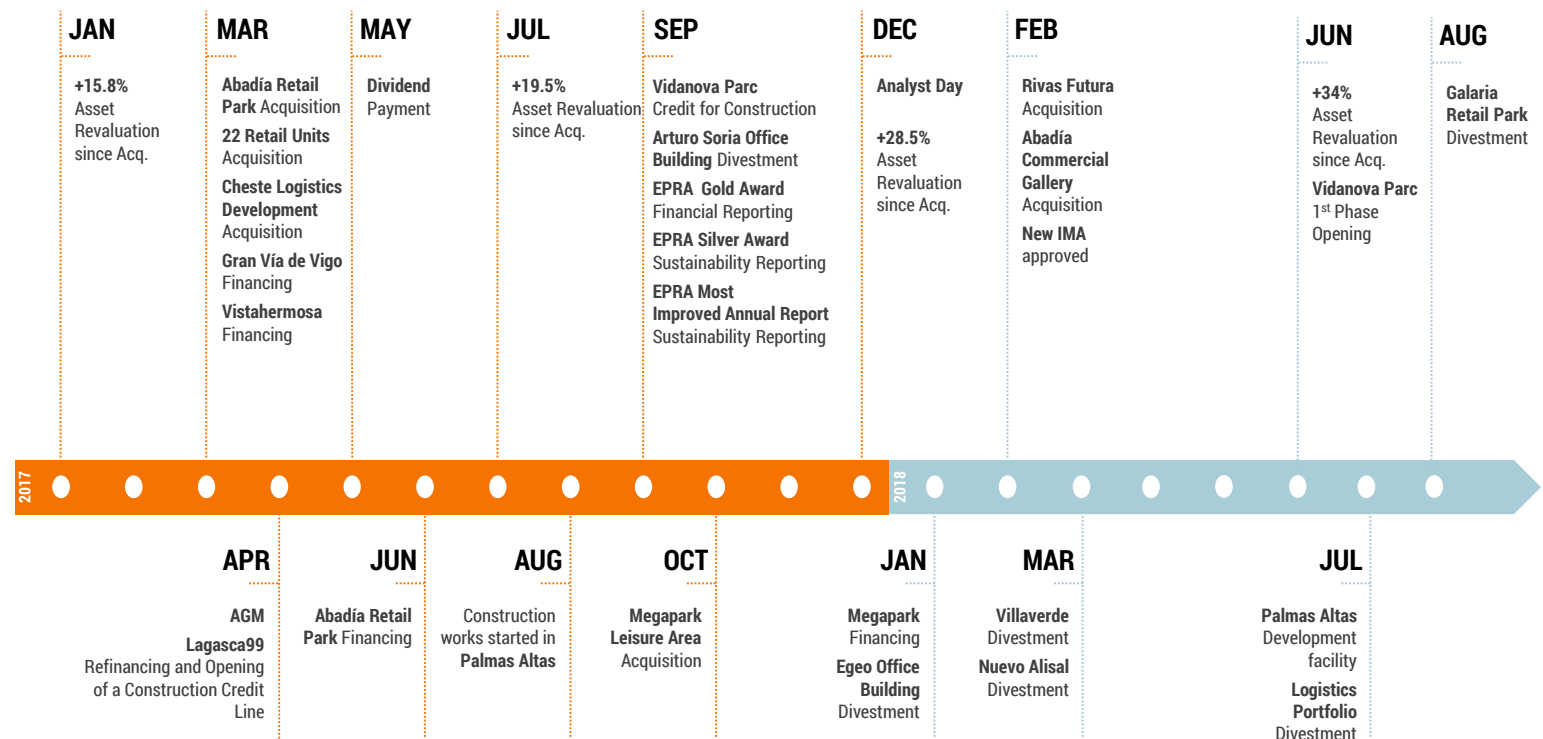 JAN
+15.8%
Asset
Revaluation
since Acq.
MAR
Abadía Retail
Park Acquisition
22 Retail Units
Acquisition
Cheste Logistics
Development
Acquisition
Gran Vía de Vigo
Financing
Vistahermosa
Financing
MAY
Dividend
Payment
JUL
+19.5%
Asset Revaluation
since Acq.
SEP
Vidanova Parc
Credit for Construction
Arturo Soria Office
Building Divestment
EPRA Gold Award
Financial Reporting
EPRA Silver Award
Sustainability Reporting
EPRA Most
Improved Annual Report
Sustainability Reporting
DEC
Analyst Day
+28.5%
Asset
Revaluation
since Acq.
FEB
Rivas Futura
Acquisition
Abadía
Commercial
Gallery
Acquisition
New IMA
approved
JUN
+34%
Asset
Revaluation
since Acq.
Vidanova Parc
1st Phase
Opening
AUG
Galaria
Retail Park
Divestment
2017
2018
APR
AGM
Lagasca99
Refinancing and Opening
of a Construction Credit
Line
JUN
Abadía Retail
Park Financing
AUG
Construction
works started in
Palmas Altas
OCT
Megapark
Leisure Area
Acquisition
JAN
Megapark
Financing
Egeo Office
Building
Divestment
MAR
Villaverde
Divestment
Nuevo Alisal
Divestment
JUL
Palmas Altas
Development
facility
Logistics
Portfolio
Divestment